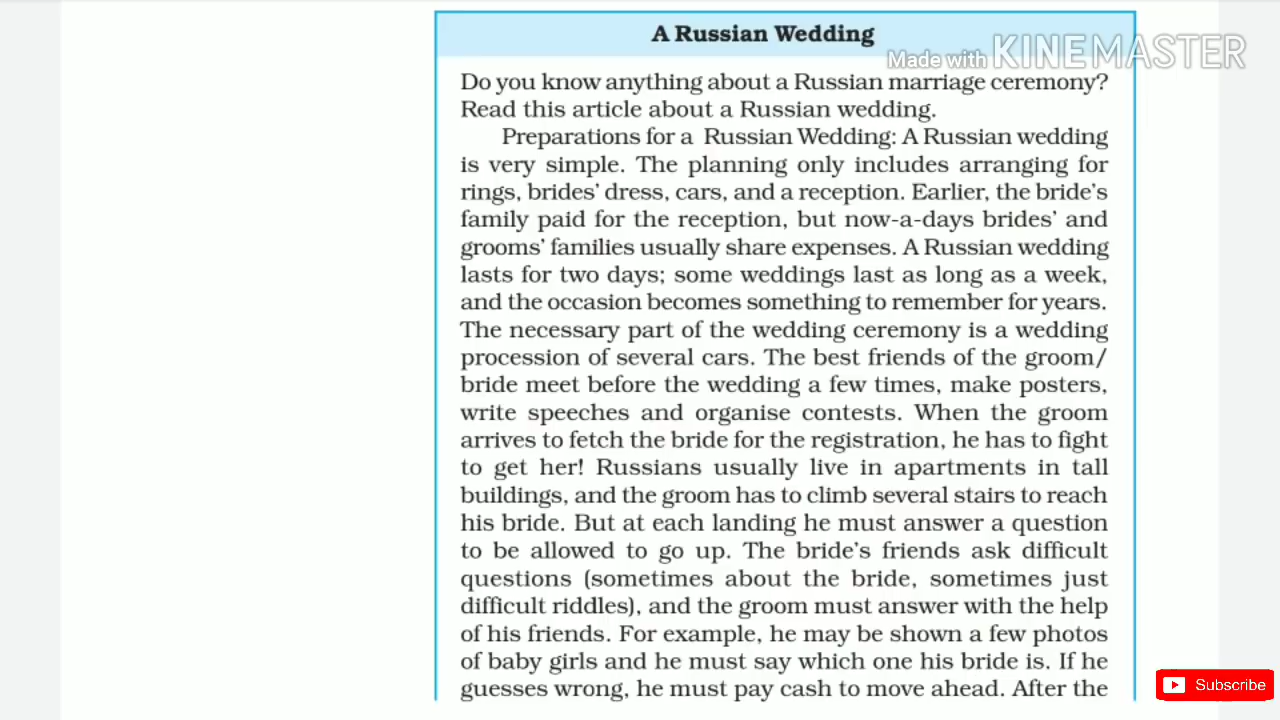 A Russian Wedding
Made with KINEMASTER
Do you know anything about a Russian marriage ceremony?
Read this article about a Russian wedding.
Preparations for a Russian Wedding: A Russian wedding
is very simple. The planning only includes arranging for
rings, brides' dress, cars, and a reception. Earlier, the bride's
family paid for the reception, but now-a-days brides' and
grooms' families usually share expenses. A Russian wedding
lasts for two days; some weddings last as long as a week,
and the occasion becomes something to remember for years.
The necessary part of the wedding ceremony is a wedding
procession of several cars. The best friends of the groom/
bride meet before the wedding a few times, make posters,
write speeches and organise contests. When the groom
arrives to fetch the bride for the registration, he has to fight
to get her! Russians usually live in apartments in tall
buildings, and the groom has to climb several stairs to reach
his bride. But at each landing he must answer a question
to be allowed to go up. The bride's friends ask difficult
questions (sometimes about the bride, sometimes just
difficult riddles), and the groom must answer with the help
of his friends. For example, he may be shown a few photos
of baby girls and he must say which one his bride is. If he
guesses wrong, he must pay cash to move ahead. After the
Subscribe